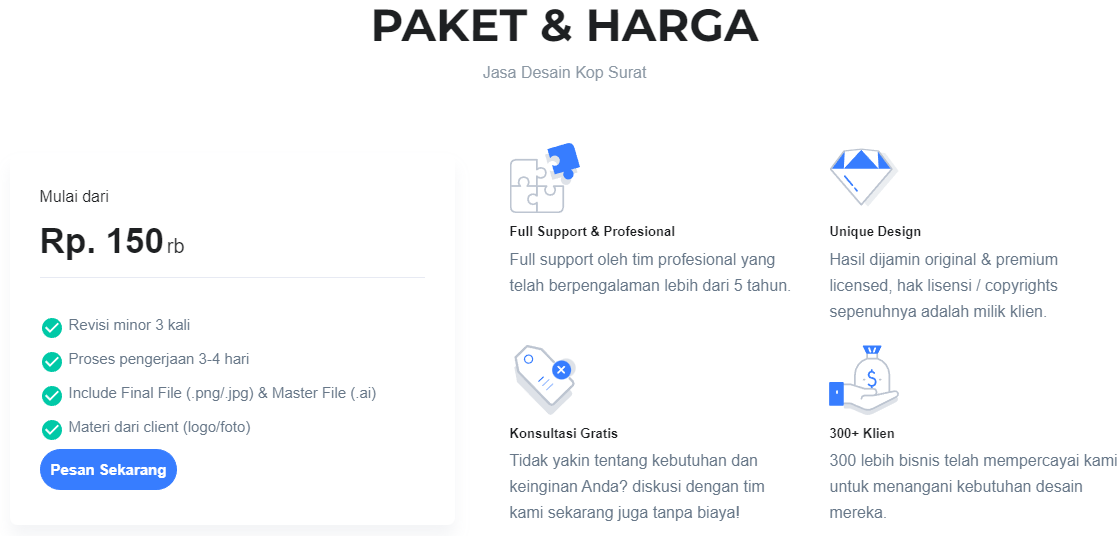 PAKET & HARGA
Jasa Desain Kop Surat
Mulai dari
Rp. 150 rb
Revisi minor 3 kali
Proses pengerjaan 3-4 hari
Include Final File (.png/.jpg) & Master File (.ai)
Materi dari client (logo/foto)
Pesan Sekarang
Full Support & Profesional
Full support oleh tim profesional yang
telah berpengalaman lebih dari 5 tahun.
Unique Design
Hasil dijamin original & premium
licensed, hak lisensi / copyrights
sepenuhnya adalah milik klien.
Konsultasi Gratis
Tidak yakin tentang kebutuhan dan
keinginan Anda? diskusi dengan tim
kami sekarang juga tanpa biaya!
$
300+ Klien
300 lebih bisnis telah mempercayai kami
untuk menangani kebutuhan desain
mereka.